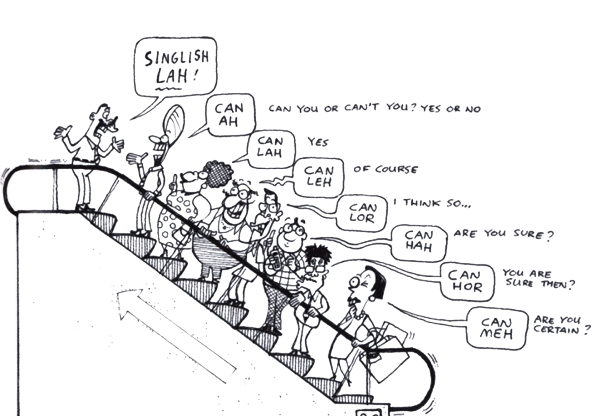 SINGLISH
LAH!
CAN
AH
CAN YOU OR CAN'T YOU? YES OR NO
CAN
LAH
YES
CAN
LEH
OF COURSE
CAN
LOR
I THINK SO...
CAN
HAH
ARE YOU SURE?
CAN
HOR
YOU ARE
SURE THEN?
CAN
MEH
ARE YOU
CERTAIN?